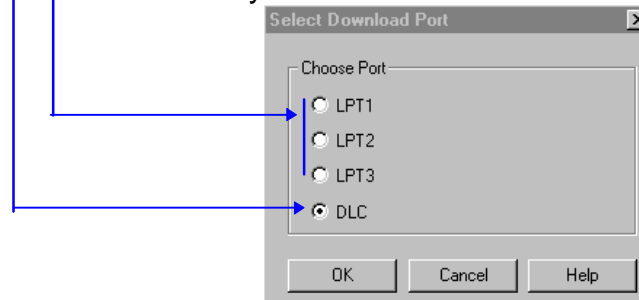 Select Download Port
Choose Port
LPT1
LPT2
LPT3
DLC
OK Cancel Help